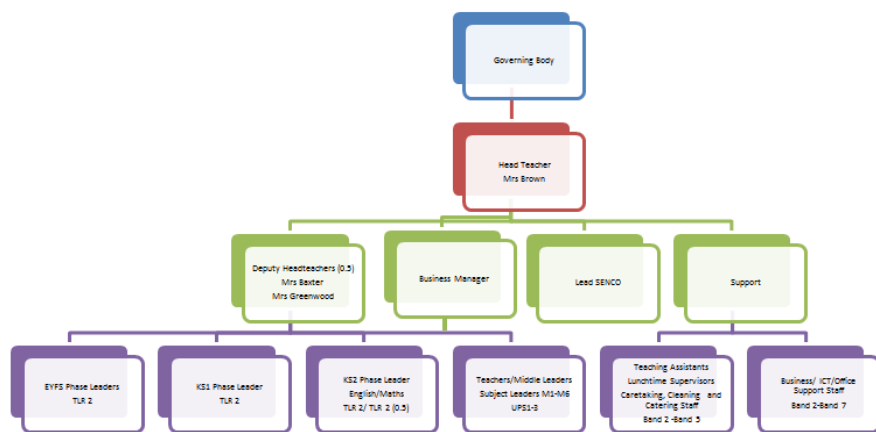 Governing Body
Head Teacher
Mrs Brown
Deputy Headteachers (0.5)
Mrs Baxter
Mrs Greenwood
Business Manager
Lead SENCO
Support
EYFS Phase Leaders
TLR 2
KS1 Phase Leader
TLR 2
KS2 Phase Leader
English/Maths
TLR 2/ TLR 2 (0.5)
Teachers/Middle Leaders
Subject Leaders M1-M6
UPS1-3
Teaching Assistants
Lunchtime Supervisors
Caretaking, Cleaning and
Catering Staff
Band 2 -Band 5
Business/ ICT/Office
Support Staff
Band 2-Band 7